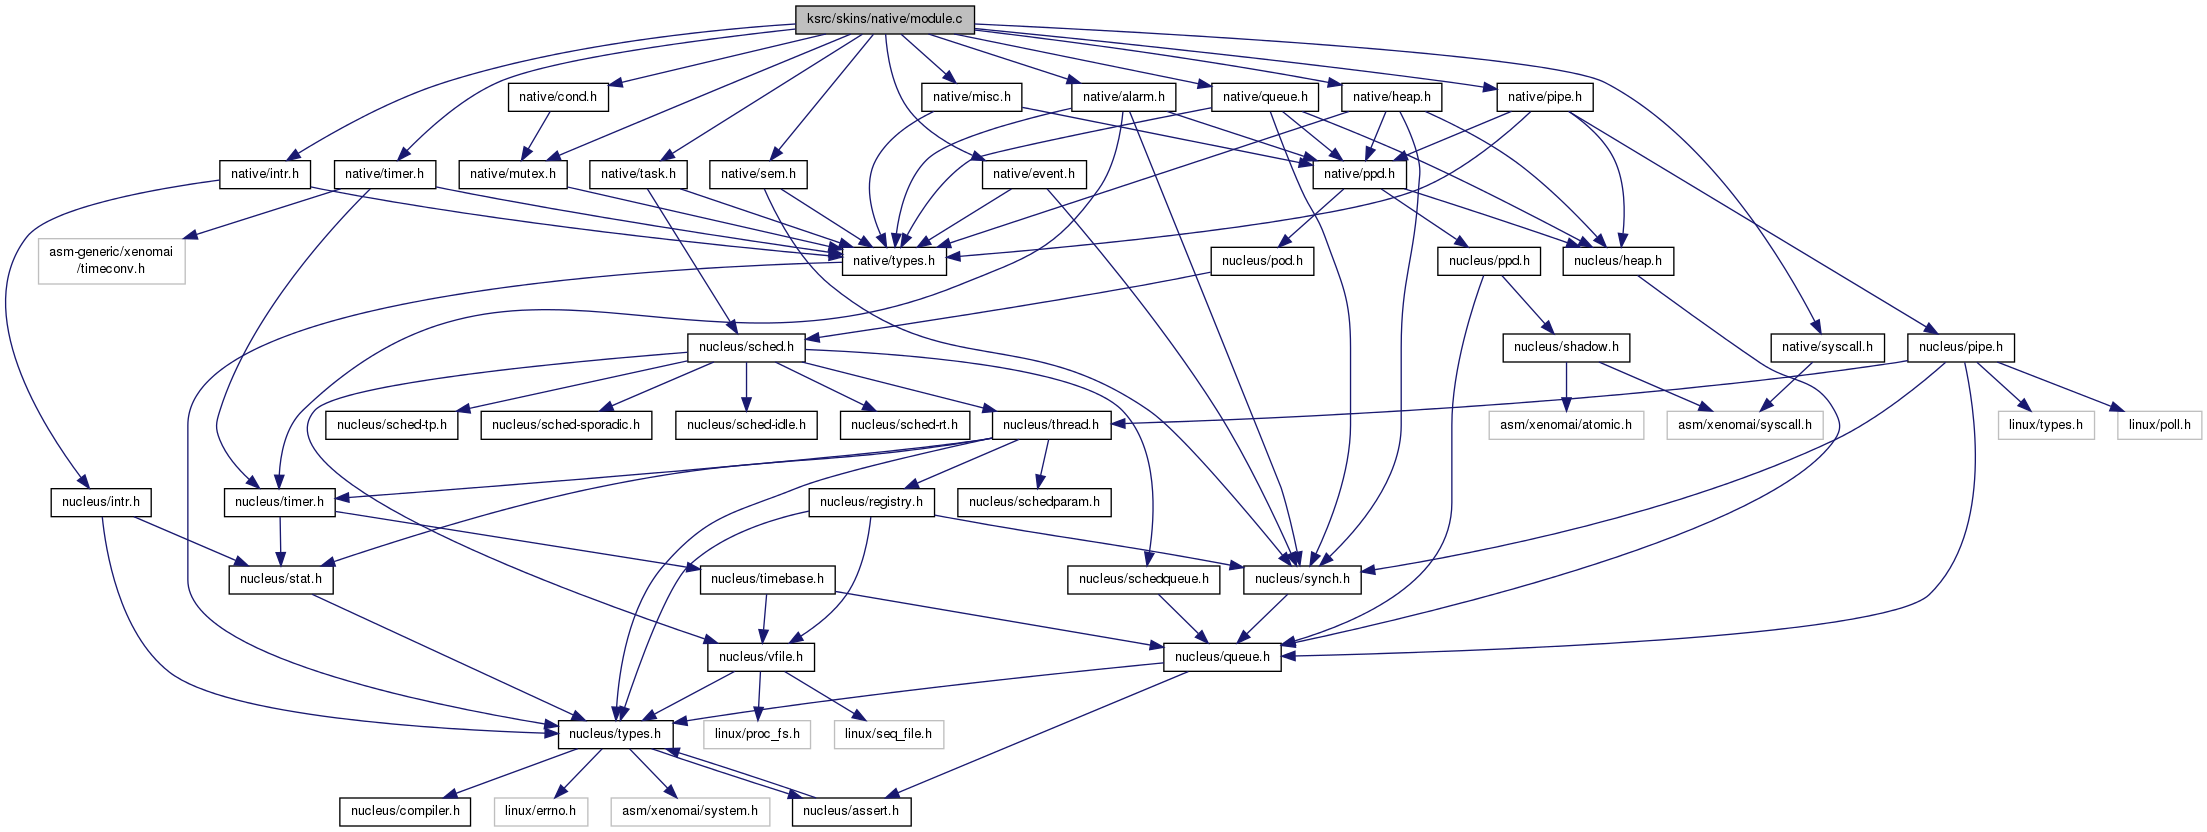 ksrc/skins/native/module.c
native/cond.h
native/misc.h
native/alarm.h
native/queue.h
native/heap.h
native/pipe.h
native/intr.h
native/timer.h
native/mutex.h
native/task.h
native/sem.h
native/event.h
native/ppd.h
asm-generic/xenomai
/timeconv.h
native/types.h
nucleus/pod.h
nucleus/ppd.h
nucleus/heap.h
nucleus/sched.h
nucleus/shadow.h
native/syscall.h
nucleus/pipe.h
nucleus/sched-tp.h
nucleus/sched-sporadic.h
nucleus/sched-idle.h
nucleus/sched-rt.h
nucleus/thread.h
asm/xenomai/atomic.h
asm/xenomai/syscall.h
linux/types.h
linux/poll.h
nucleus/intr.h
nucleus/timer.h
nucleus/registry.h
nucleus/schedparam.h
nucleus/stat.h
nucleus/timebase.h
nucleus/schedqueue.h
nucleus/synch.h
nucleus/vfile.h
nucleus/queue.h
nucleus/types.h
linux/proc_fs.h
linux/seq_file.h
nucleus/compiler.h
linux/errno.h
asm/xenomai/system.h
nucleus/assert.h